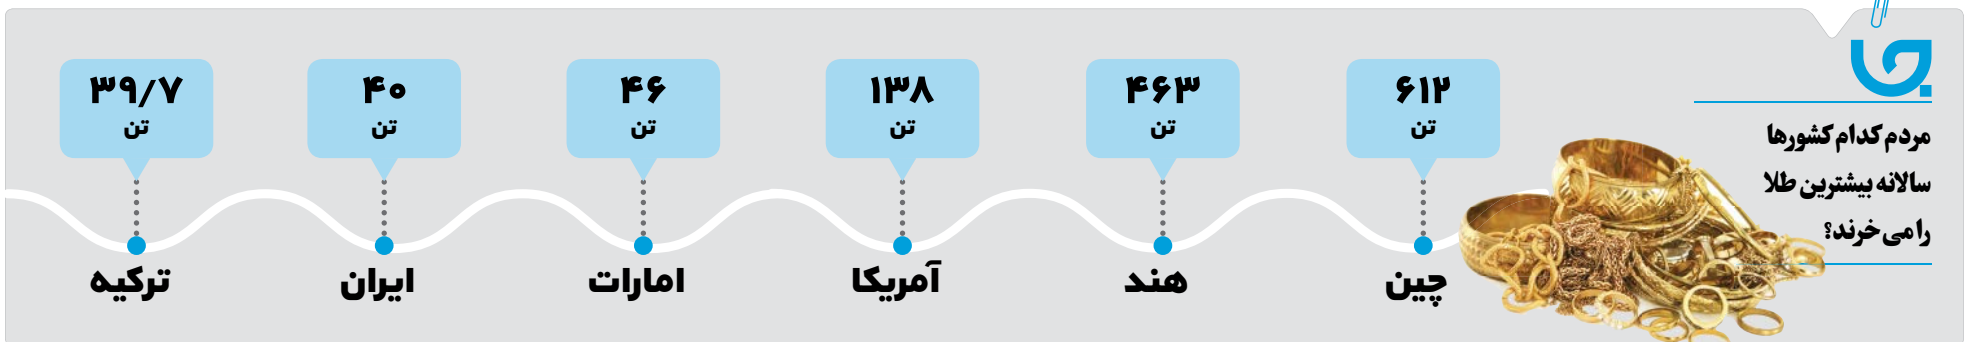 مردم کدام کشورها
سالانه بیشترین طلا
را می‌خرند؟
۶۱۲
تن
چین
۴۶۳
تن
هند
۱۳۸
تن
آمریکا
۴۶
تن
امارات
۴۰
تن
ایران
۳۹/۷
تن
ترکیه